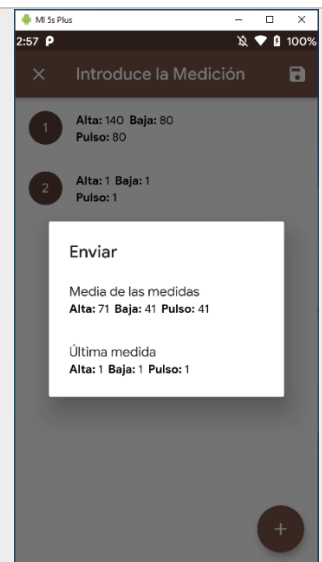 MI 5s Plus
2:57 100%
Introduce la Medición
1
Alta: 140 Baja: 80
Pulso: 80
2
Alta: 1 Baja: 1
Pulso: 1
Enviar
Media de las medidas
Alta: 71 Baja: 41 Pulso: 41
Última medida
Alta: 1 Baja: 1 Pulso: 1